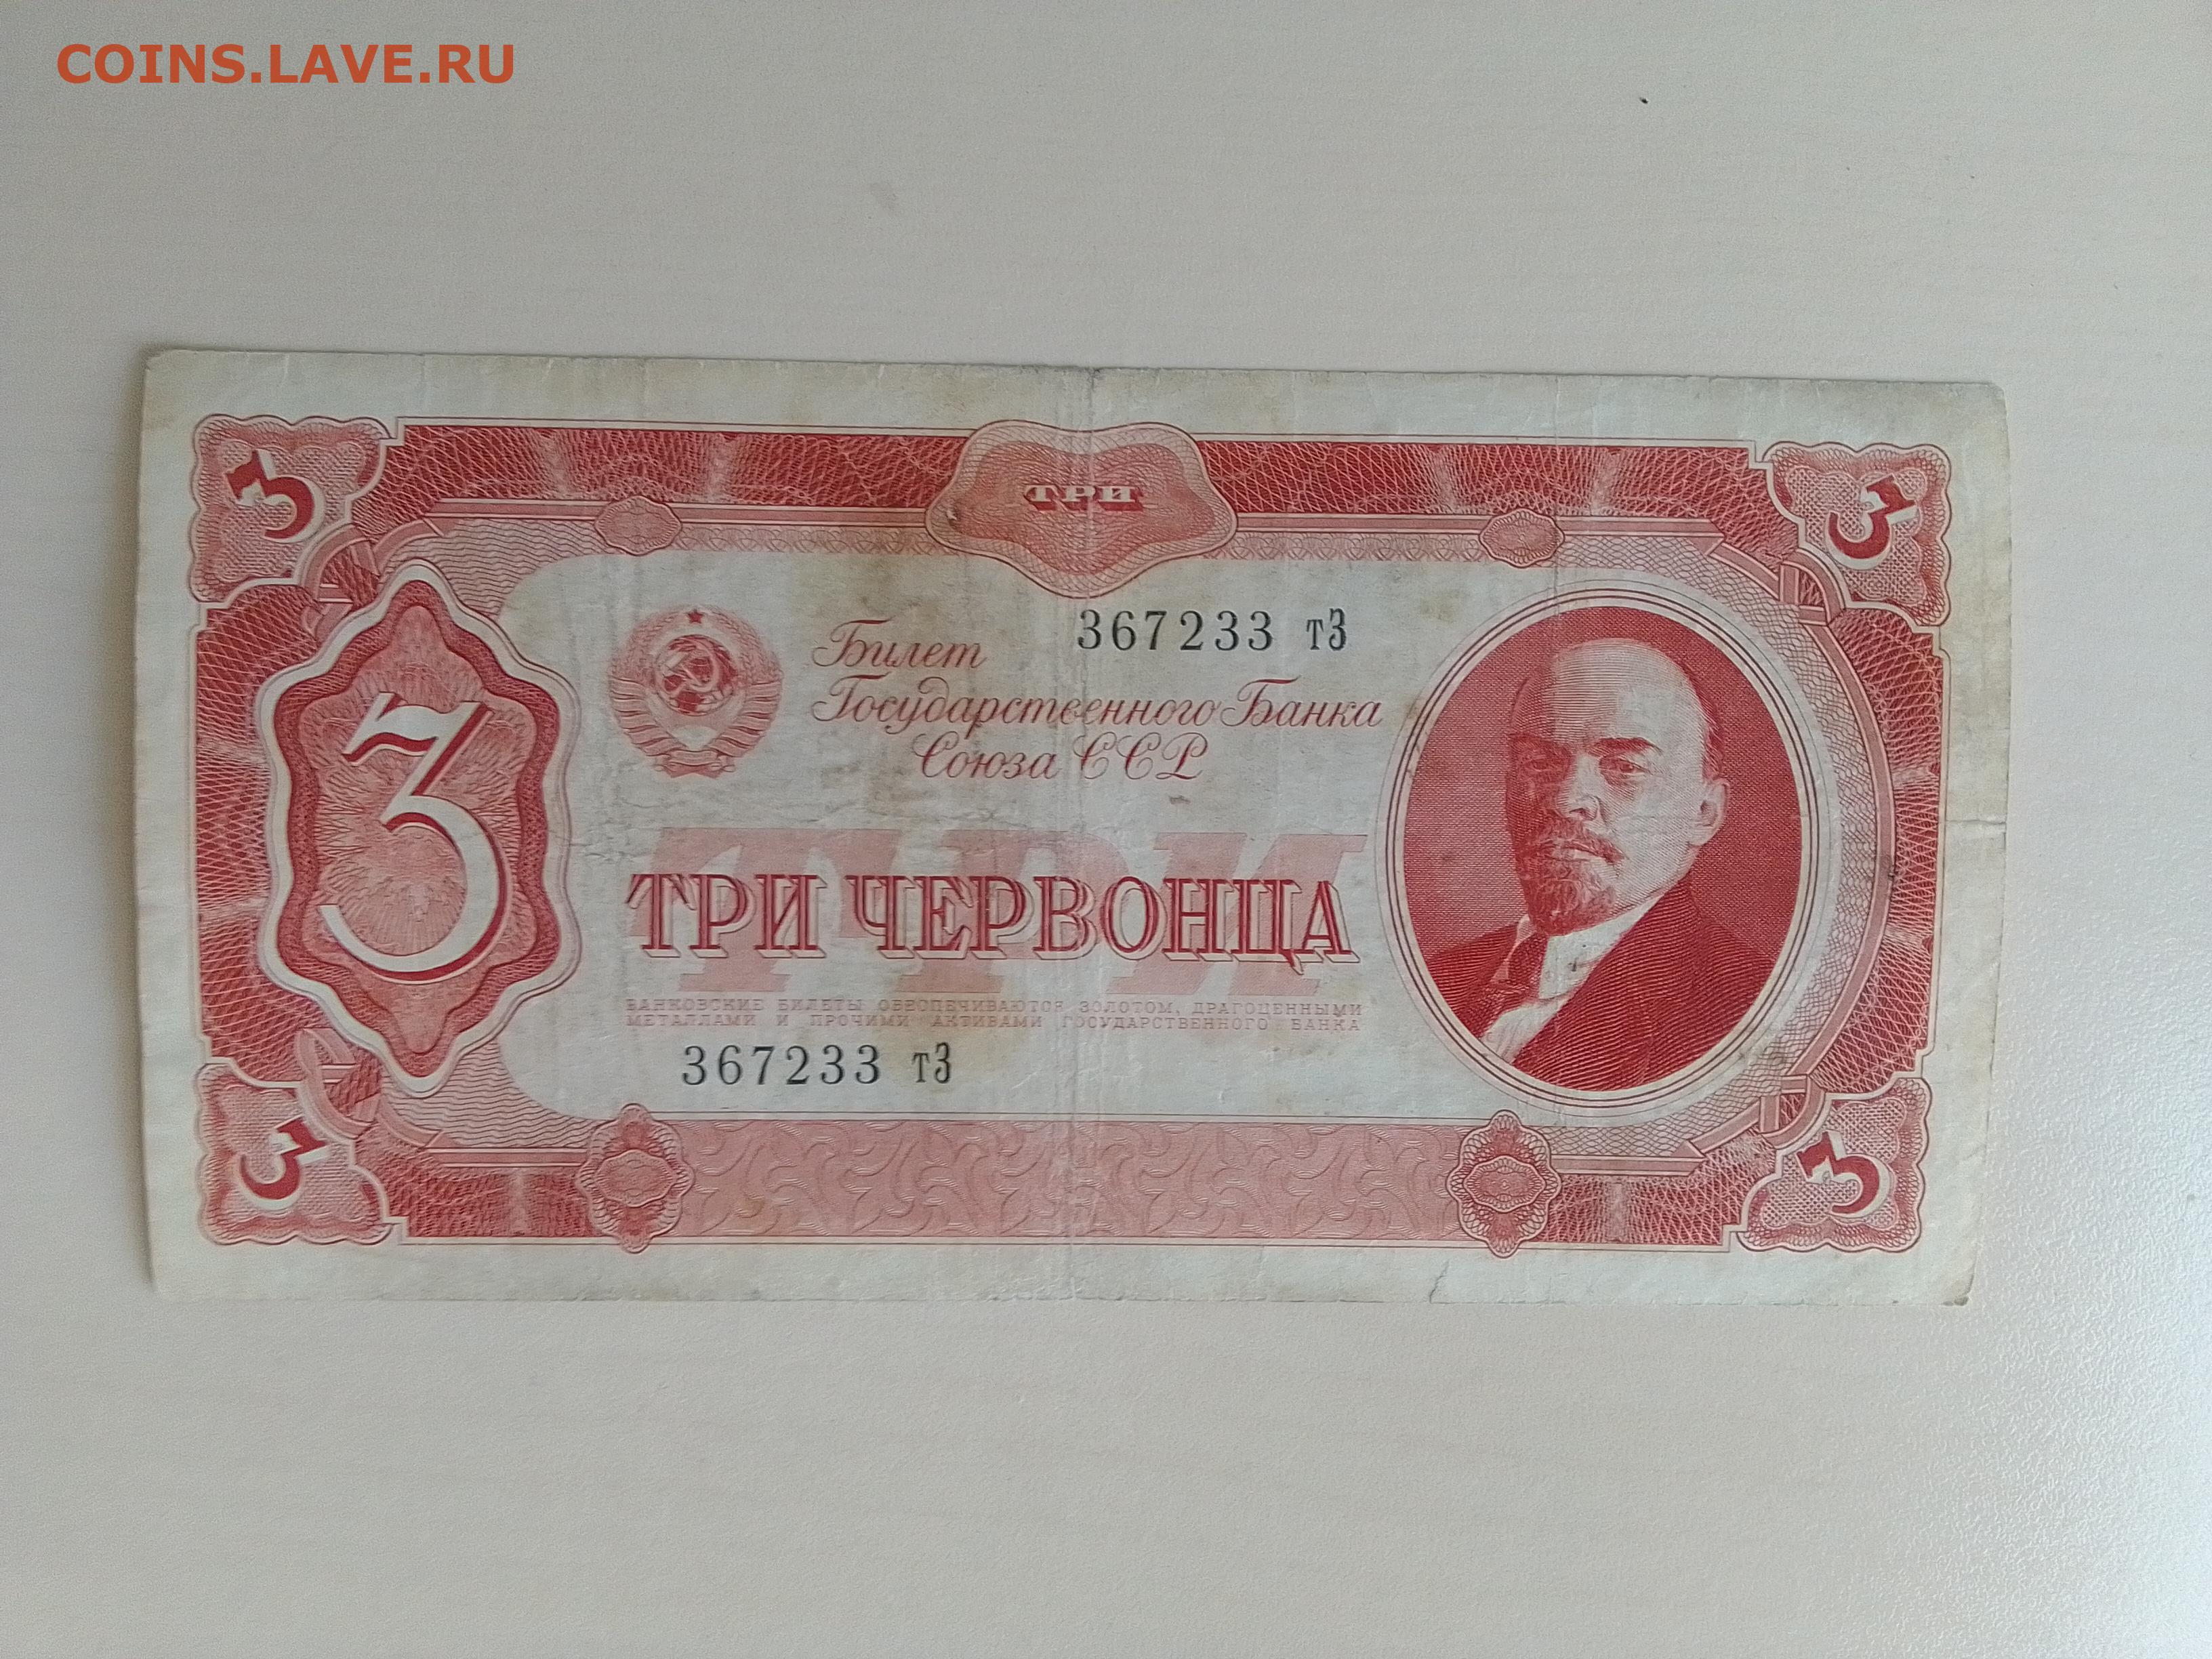 COINS.LAVE.RU
3
ТРИ
3
367233 тЗ
Билет
Государственного Банка
Союза ССР
3
ТРИ
ТРИ ЧЕРВОНЦА
БАНКОВСКИЕ БИЛЕТЫ ОБЕСПЕЧИВАЮТСЯ ЗОЛОТОМ, ДРАГОЦЕННЫМИ
МЕТАЛЛАМИ И ПРОЧИМИ АКТИВАМИ ГОСУДАРСТВЕННОГО БАНКА
367233 тЗ
3
3